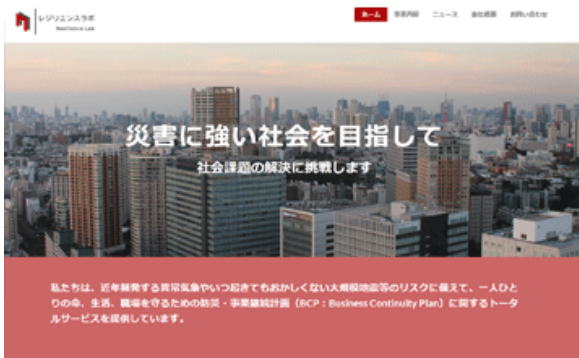 レジリエンスラボ
Resilience Lab
ホーム 事業内容 ニュース 会社概要 お問い合わせ
災害に強い社会を目指して
社会課題の解決に挑戦します
私たちは、近年頻発する異常気象やいつ起きてもおかしくない大規模地震等のリスクに備えて、一人ひと
りの命、生活、職場を守るための防災・事業継続計画（BCP：Business Continuity Plan）に関するトータ
ルサービスを提供しています。